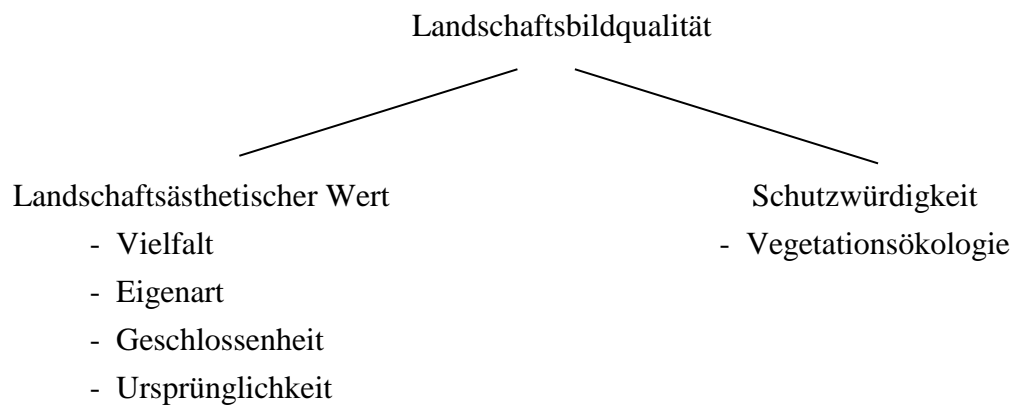 Landschaftsbildqualität
Landschaftsästhetischer Wert
- Vielfalt
- Eigenart
- Geschlossenheit
- Ursprünglichkeit
Schutzwürdigkeit
- Vegetationsökologie